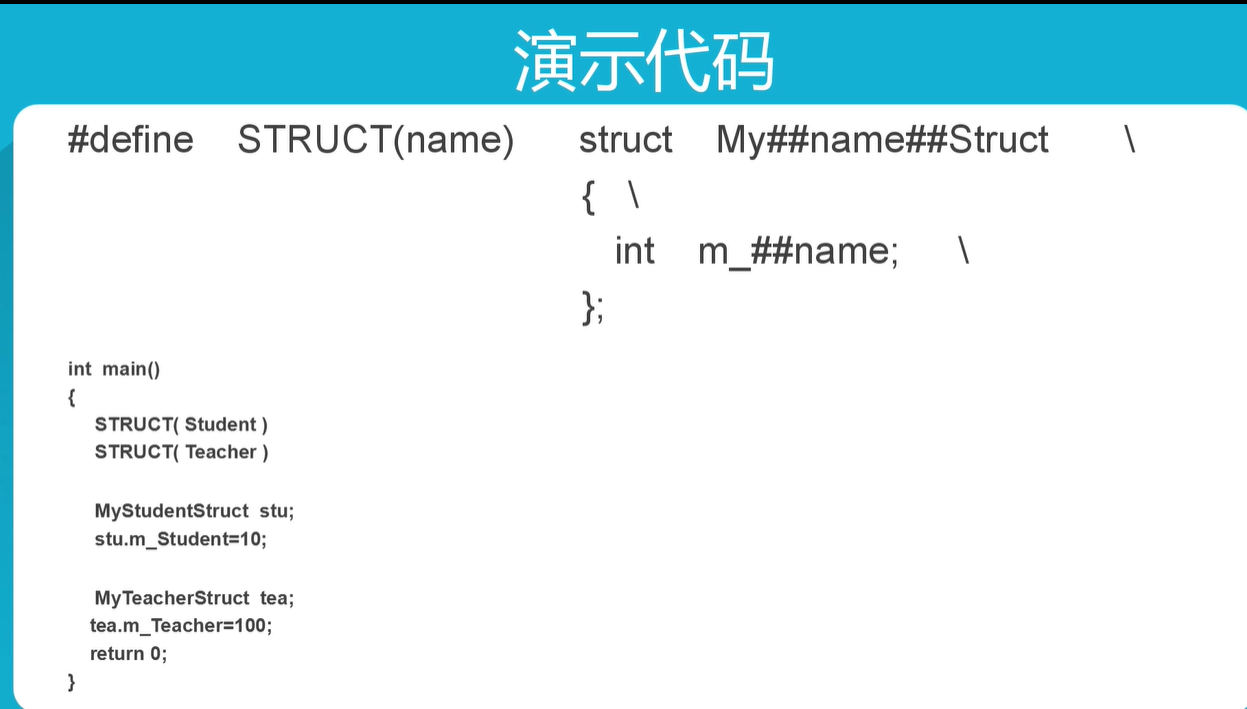 演示代码
#define STRUCT(name) struct My##name##Struct \
{ \
int m_##name; \
};
int main()
{
STRUCT( Student )
STRUCT( Teacher )
MyStudentStruct stu;
stu.m_Student=10;
MyTeacherStruct tea;
tea.m_Teacher=100;
return 0;
}